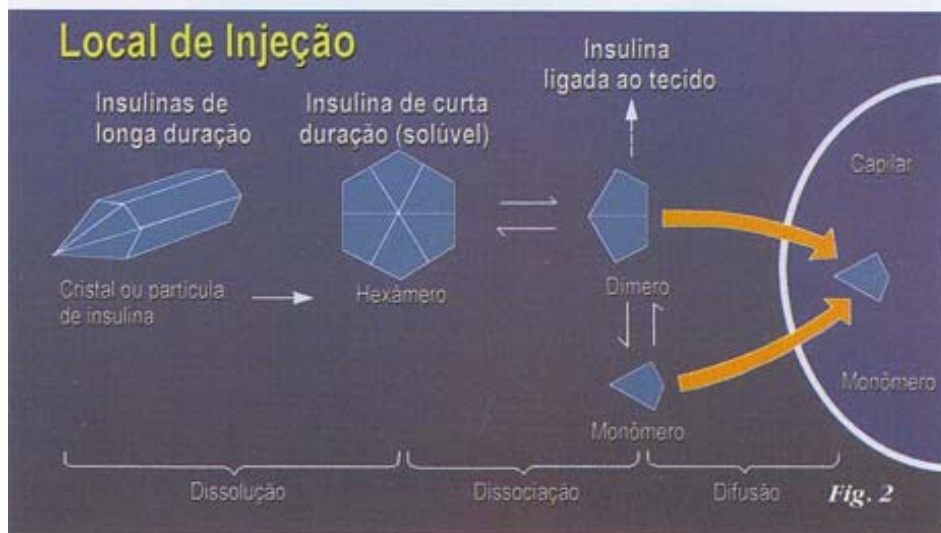 Local de Injeção
Insulinas de
longa duração
Insulina de curta
duração (solúvel)
Insulina
ligada ao tecido
Capilar
Cristal ou partícula
de insulina
Hexâmero
Dímero
Monômero
Monômero
Dissolução
Dissociação
Difusão
Fig. 2